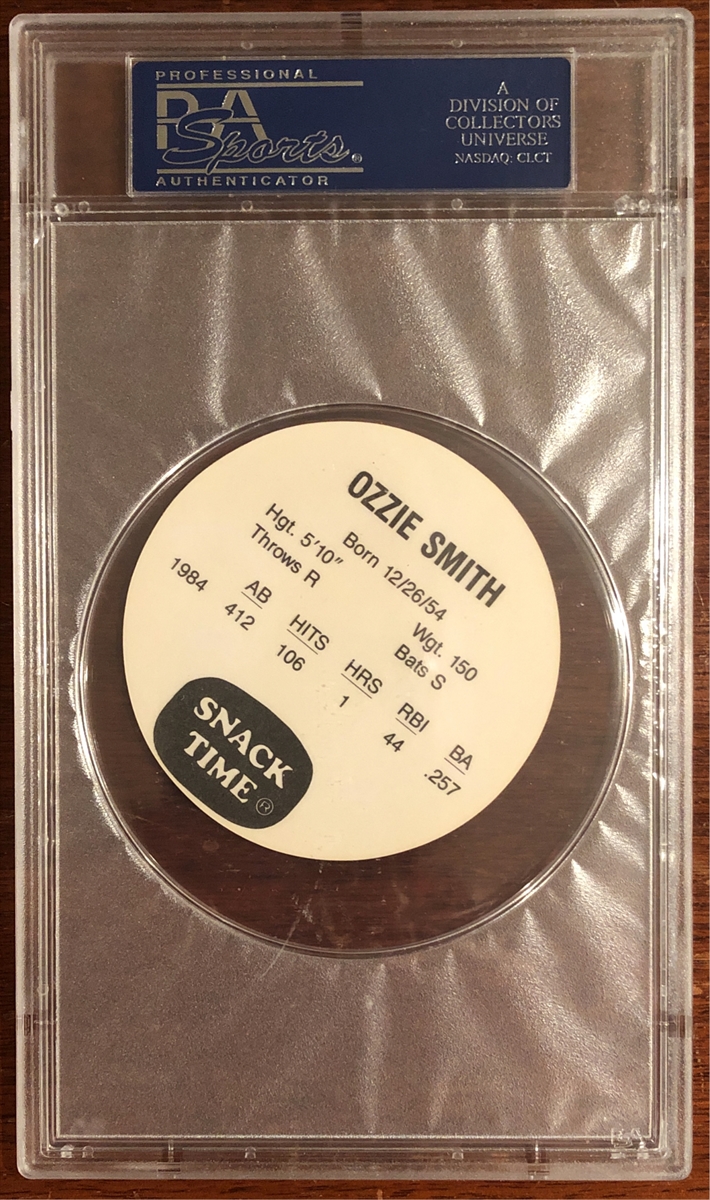 PROFESSIONAL
PSA
Sports®
AUTHENTICATOR
A
DIVISION OF
COLLECTORS
UNIVERSE
NASDAQ: CLCT
OZZIE SMITH
Born 12/26/54
Hgt. 5'10" Wgt. 150
Throws R Bats S
AB HITS HRS RBI BA
1984 412 106 1 44 .257
SNACK
TIME®